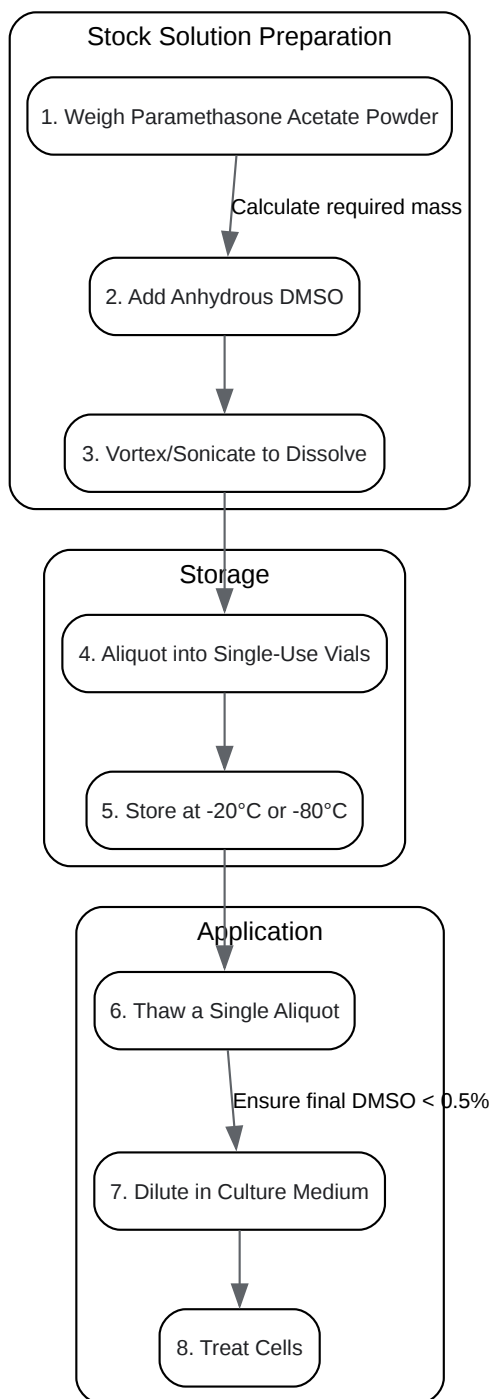 Stock Solution Preparation
1. Weigh Paramethasone Acetate Powder
Calculate required mass
2. Add Anhydrous DMSO
3. Vortex/Sonicate to Dissolve
Storage
4. Aliquot into Single-Use Vials
5. Store at -20°C or -80°C
Application
6. Thaw a Single Aliquot
Ensure final DMSO < 0.5%
7. Dilute in Culture Medium
8. Treat Cells